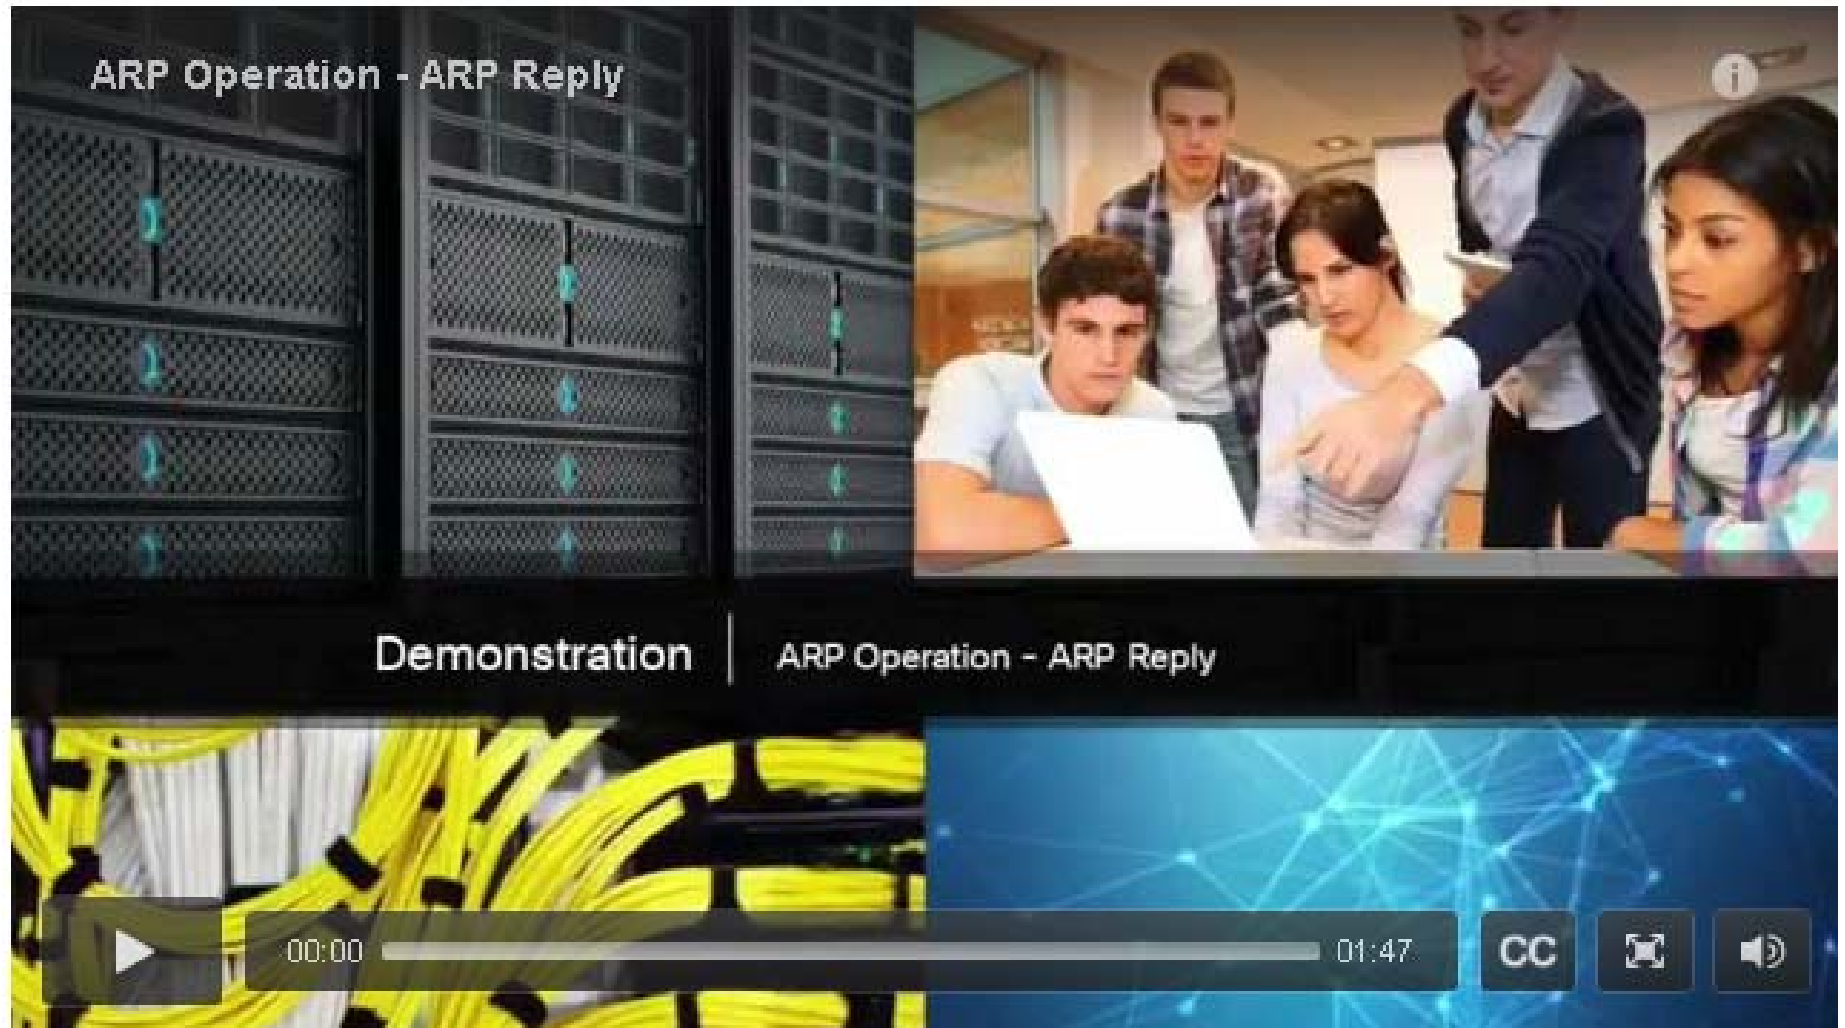 ARP Operation - ARP Reply
Demonstration | ARP Operation - ARP Reply
00:00
01:47
CC